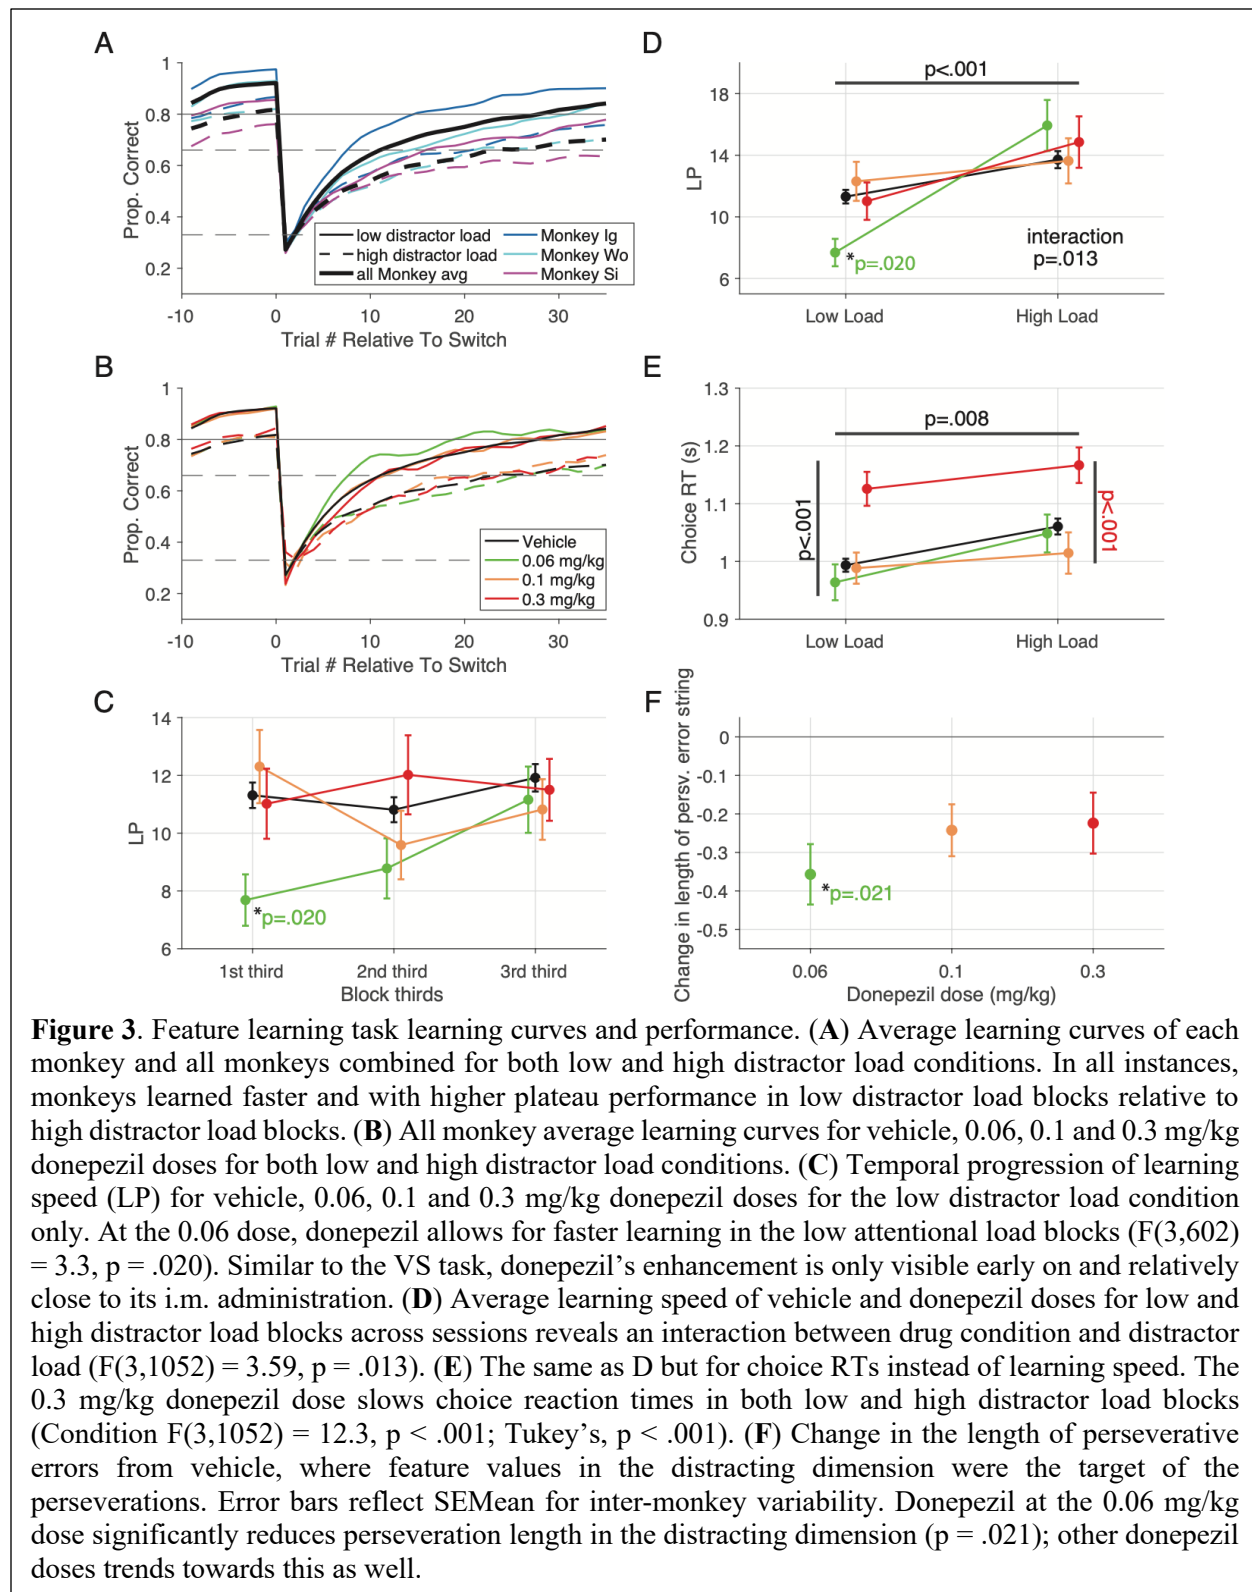 A
1
0.8
0.6
0.4
0.2
Prop. Correct
low distractor load
high distractor load
all Monkey avg
Monkey Ig
Monkey Wo
Monkey Si
-10 0 10 20 30
Trial # Relative To Switch
B
1
0.8
0.6
0.4
0.2
Prop. Correct
Vehicle
0.06 mg/kg
0.1 mg/kg
0.3 mg/kg
-10 0 10 20 30
Trial # Relative To Switch
C
14
12
10
8
6
LP
*p=.020
1st third 2nd third 3rd third
Block thirds
D
18
14
10
6
LP
p<.001
interaction
p=.013
*p=.020
Low Load High Load
E
1.3
1.2
1.1
1
0.9
Choice RT (s)
p=.008
p<.001
p<.001
Low Load High Load
F
0
-0.1
-0.2
-0.3
-0.4
-0.5
Change in length of persv. error string
*p=.021
0.06 0.1 0.3
Donepezil dose (mg/kg)
Figure 3. Feature learning task learning curves and performance. (A) Average learning curves of each
monkey and all monkeys combined for both low and high distractor load conditions. In all instances,
monkeys learned faster and with higher plateau performance in low distractor load blocks relative to
high distractor load blocks. (B) All monkey average learning curves for vehicle, 0.06, 0.1 and 0.3 mg/kg
donepezil doses for both low and high distractor load conditions. (C) Temporal progression of learning
speed (LP) for vehicle, 0.06, 0.1 and 0.3 mg/kg donepezil doses for the low distractor load condition
only. At the 0.06 dose, donepezil allows for faster learning in the low attentional load blocks (F(3,602)
= 3.3, p = .020). Similar to the VS task, donepezil’s enhancement is only visible early on and relatively
close to its i.m. administration. (D) Average learning speed of vehicle and donepezil doses for low and
high distractor load blocks across sessions reveals an interaction between drug condition and distractor
load (F(3,1052) = 3.59, p = .013). (E) The same as D but for choice RTs instead of learning speed. The
0.3 mg/kg donepezil dose slows choice reaction times in both low and high distractor load blocks
(Condition F(3,1052) = 12.3, p < .001; Tukey’s, p < .001). (F) Change in the length of perseverative
errors from vehicle, where feature values in the distracting dimension were the target of the
perseverations. Error bars reflect SEMean for inter-monkey variability. Donepezil at the 0.06 mg/kg
dose significantly reduces perseveration length in the distracting dimension (p = .021); other donepezil
doses trends towards this as well.